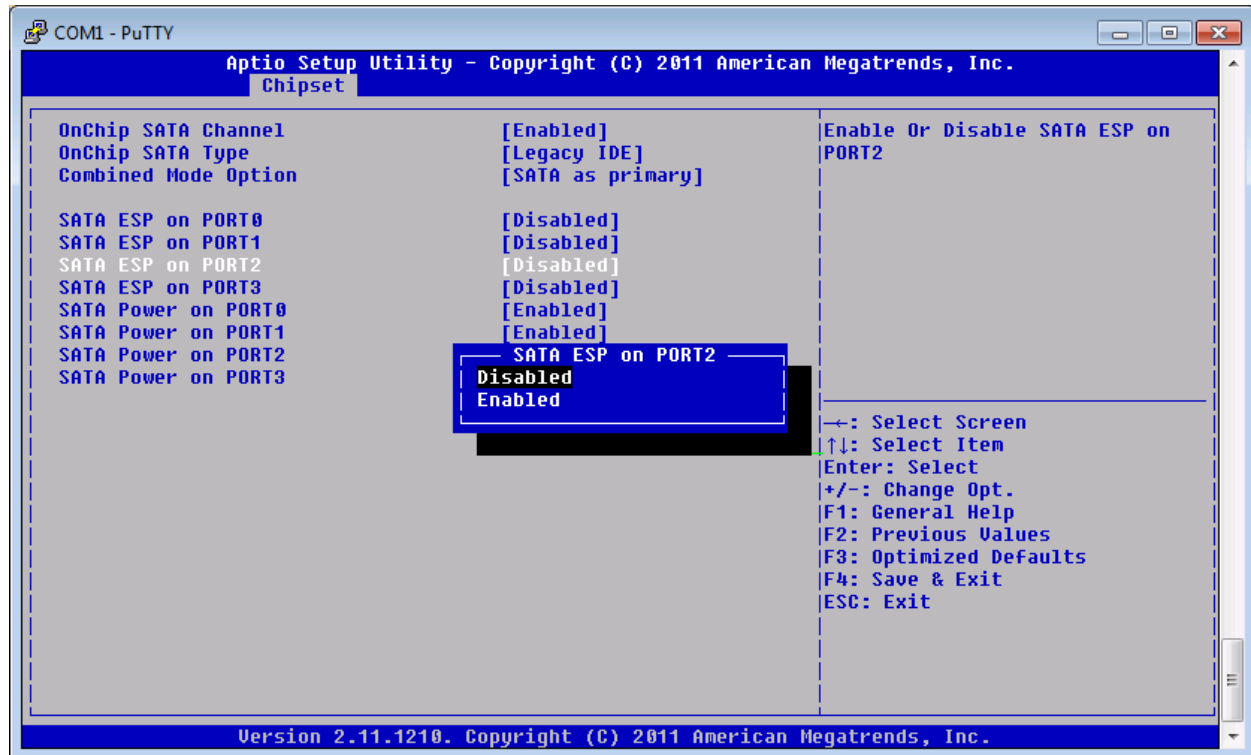 COM1 - PuTTY
Aptio Setup Utility - Copyright (C) 2011 American Megatrends, Inc.
Chipset
OnChip SATA Channel [Enabled]
OnChip SATA Type [Legacy IDE]
Combined Mode Option [SATA as primary]
SATA ESP on PORT0 [Disabled]
SATA ESP on PORT1 [Disabled]
SATA ESP on PORT2 [Disabled]
SATA ESP on PORT3 [Disabled]
SATA Power on PORT0 [Enabled]
SATA Power on PORT1 [Enabled]
SATA Power on PORT2
SATA Power on PORT3
SATA ESP on PORT2
Disabled
Enabled
Enable Or Disable SATA ESP on
PORT2
→←: Select Screen
↑↓: Select Item
Enter: Select
+/-: Change Opt.
F1: General Help
F2: Previous Values
F3: Optimized Defaults
F4: Save & Exit
ESC: Exit
Version 2.11.1210. Copyright (C) 2011 American Megatrends, Inc.